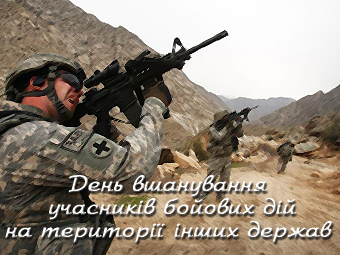 День вшанування
учасників бойових дій
на території інших держав